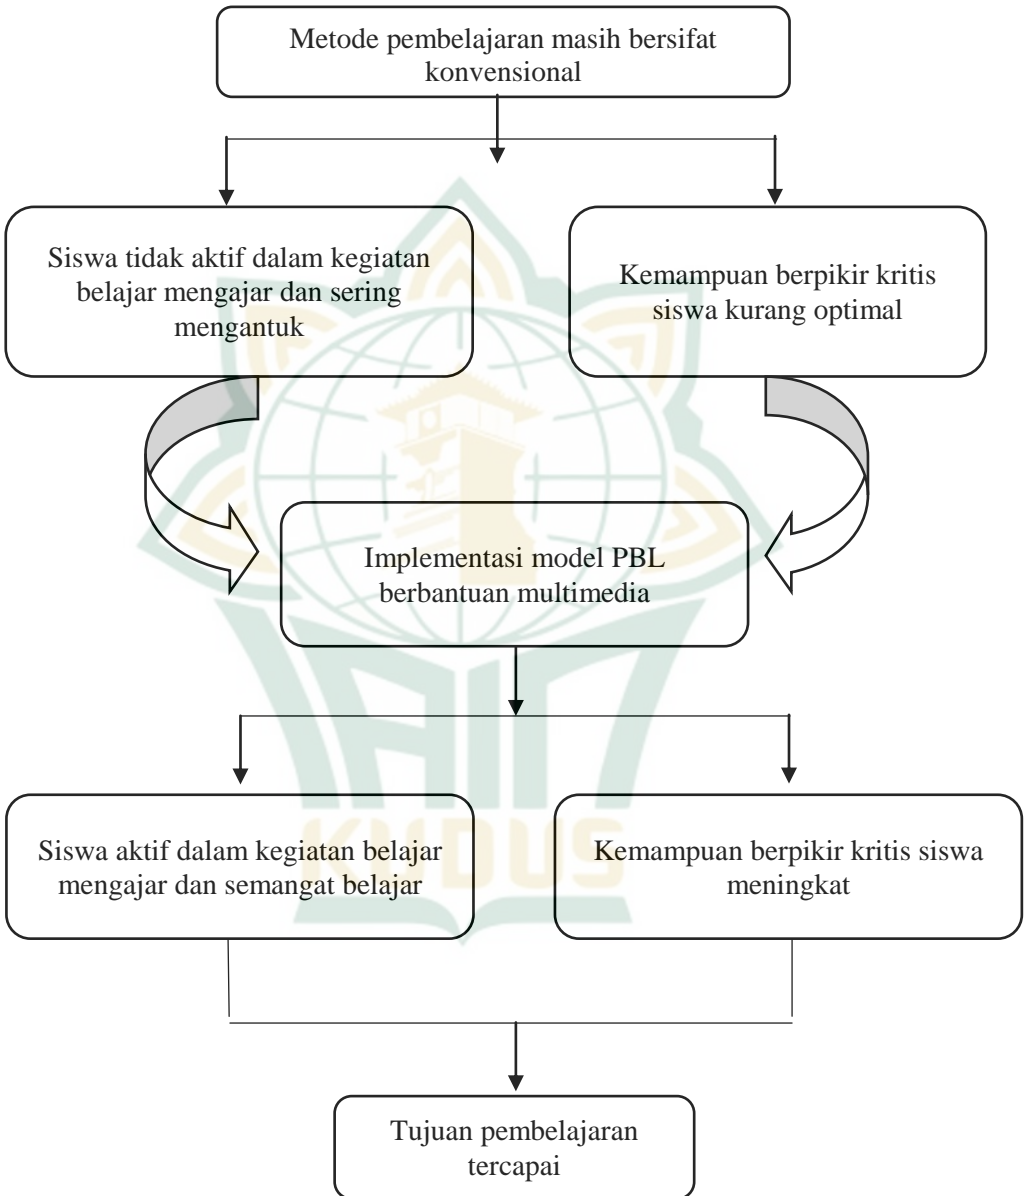 Metode pembelajaran masih bersifat
konvensional
Siswa tidak aktif dalam kegiatan
belajar mengajar dan sering
mengantuk
Kemampuan berpikir kritis
siswa kurang optimal
Implementasi model PBL
berbantuan multimedia
Siswa aktif dalam kegiatan belajar
mengajar dan semangat belajar
Kemampuan berpikir kritis siswa
meningkat
IAIN
KUDUS
Tujuan pembelajaran
tercapai